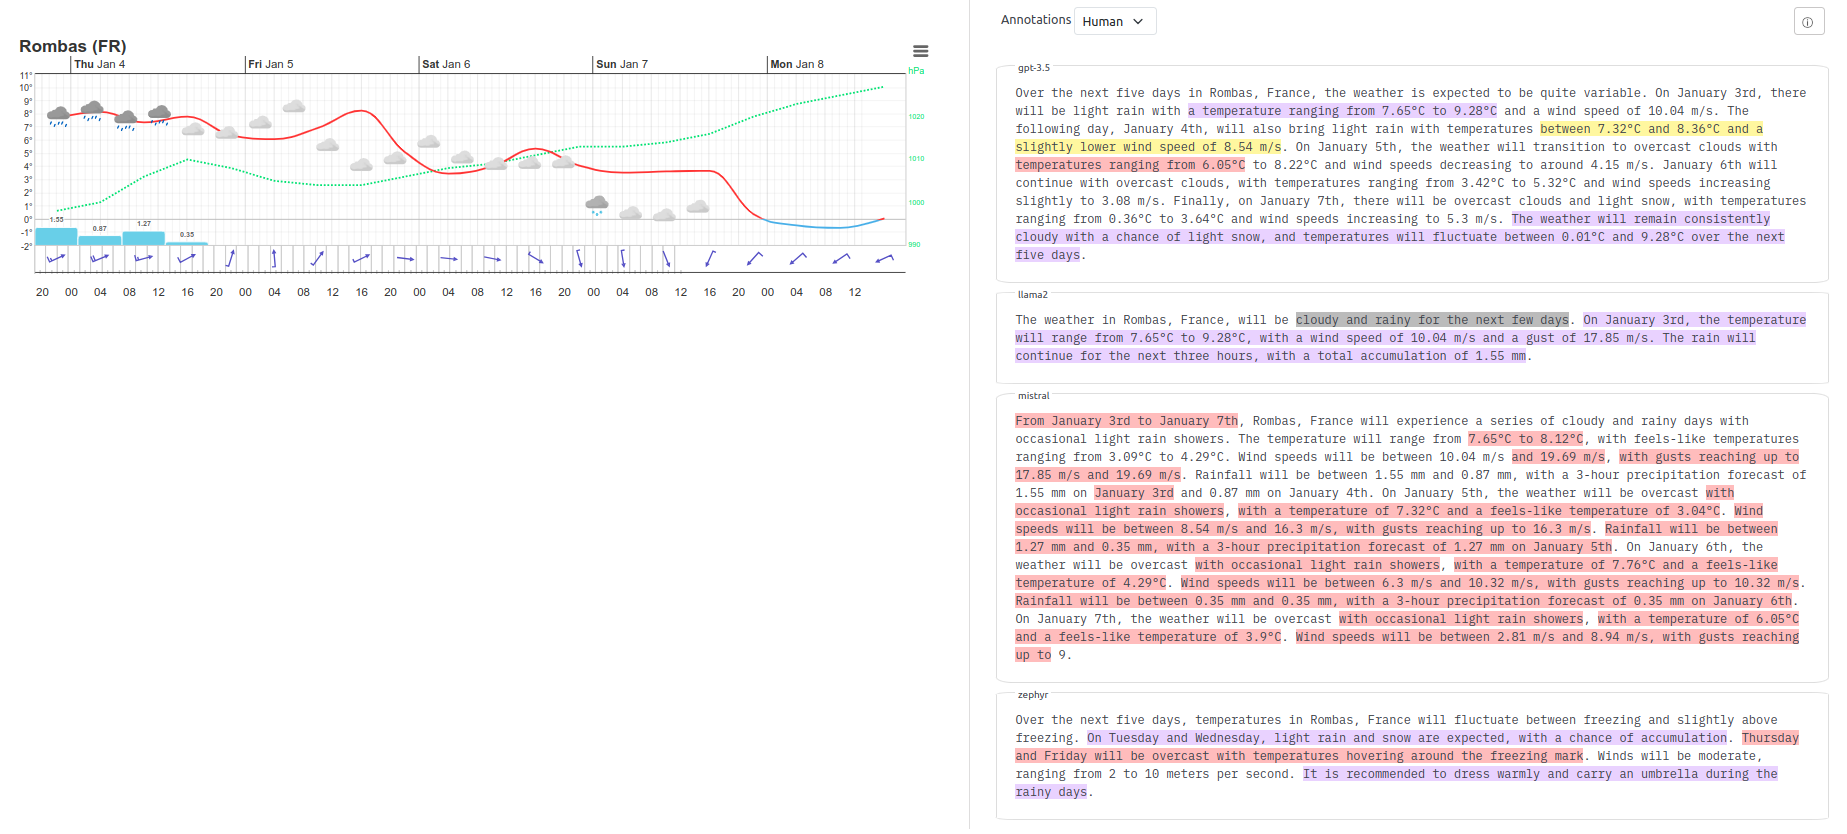 Rombas (FR)
Thu Jan 4 Fri Jan 5 Sat Jan 6 Sun Jan 7 Mon Jan 8
hPa
11°
10°
9°
8°
7°
6°
5°
4°
3°
2°
1°
0°
-1°
-2°
1020
1010
1000
990
1.55 0.87 1.27 0.35
20 00 04 08 12 16 20 00 04 08 12 16 20 00 04 08 12 16 20 00 04 08 12 16 20 00 04 08 12
Annotations Human
gpt-3.5
Over the next five days in Rombas, France, the weather is expected to be quite variable. On January 3rd, there
will be light rain with a temperature ranging from 7.65°C to 9.28°C and a wind speed of 10.04 m/s. The
following day, January 4th, will also bring light rain with temperatures between 7.32°C and 8.36°C and a
slightly lower wind speed of 8.54 m/s. On January 5th, the weather will transition to overcast clouds with
temperatures ranging from 6.05°C to 8.22°C and wind speeds decreasing to around 4.15 m/s. January 6th will
continue with overcast clouds, with temperatures ranging from 3.42°C to 5.32°C and wind speeds increasing
slightly to 3.08 m/s. Finally, on January 7th, there will be overcast clouds and light snow, with temperatures
ranging from 0.36°C to 3.64°C and wind speeds increasing to 5.3 m/s. The weather will remain consistently
cloudy with a chance of light snow, and temperatures will fluctuate between 0.01°C and 9.28°C over the next
five days.
llama2
The weather in Rombas, France, will be cloudy and rainy for the next few days. On January 3rd, the temperature
will range from 7.65°C to 9.28°C, with a wind speed of 10.04 m/s and a gust of 17.85 m/s. The rain will
continue for the next three hours, with a total accumulation of 1.55 mm.
mistral
From January 3rd to January 7th, Rombas, France will experience a series of cloudy and rainy days with
occasional light rain showers. The temperature will range from 7.65°C to 8.12°C, with feels-like temperatures
ranging from 3.09°C to 4.29°C. Wind speeds will be between 10.04 m/s and 19.69 m/s, with gusts reaching up to
17.85 m/s and 19.69 m/s. Rainfall will be between 1.55 mm and 0.87 mm, with a 3-hour precipitation forecast of
1.55 mm on January 3rd and 0.87 mm on January 4th. On January 5th, the weather will be overcast with
occasional light rain showers, with a temperature of 7.32°C and a feels-like temperature of 3.04°C. Wind
speeds will be between 8.54 m/s and 16.3 m/s, with gusts reaching up to 16.3 m/s. Rainfall will be between
1.27 mm and 0.35 mm, with a 3-hour precipitation forecast of 1.27 mm on January 5th. On January 6th, the
weather will be overcast with occasional light rain showers, with a temperature of 7.76°C and a feels-like
temperature of 4.29°C. Wind speeds will be between 6.3 m/s and 10.32 m/s, with gusts reaching up to 10.32 m/s.
Rainfall will be between 0.35 mm and 0.35 mm, with a 3-hour precipitation forecast of 0.35 mm on January 6th.
On January 7th, the weather will be overcast with occasional light rain showers, with a temperature of 6.05°C
and a feels-like temperature of 3.9°C. Wind speeds will be between 2.81 m/s and 8.94 m/s, with gusts reaching
up to 9.
zephyr
Over the next five days, temperatures in Rombas, France will fluctuate between freezing and slightly above
freezing. On Tuesday and Wednesday, light rain and snow are expected, with a chance of accumulation. Thursday
and Friday will be overcast with temperatures hovering around the freezing mark. Winds will be moderate,
ranging from 2 to 10 meters per second. It is recommended to dress warmly and carry an umbrella during the
rainy days.